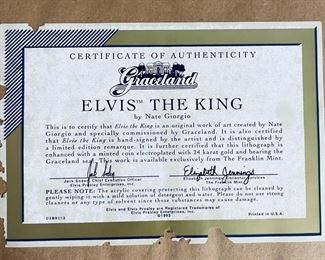 CERTIFICATE OF AUTHENTICITY
Graceland
ELVIS™ THE KING
by Nate Giorgio
This is to certify that Elvis the King is an original work of art created by Nate
Giorgio and specially commissioned by Graceland. It is also certified
that Elvis the King is hand-signed by the artist and is distinguished by
a limited edition remarque. It is further certified that this lithograph is
enhanced with a minted coin electroplated with 24 karat gold and bearing the
Graceland seal. This work is available exclusively from The Franklin Mint.
Jack Soden, Chief Executive Officer
Elvis Presley Enterprises, Inc.
Elizabeth Jennings
Elizabeth Jennings, Collector Services
The Franklin Mint
PLEASE NOTE: The acrylic covering protecting this lithograph can be cleaned by
gently wiping it with a mild solution of detergent and water. Please do not use strong
cleaners or any type of solvent since these substances may cause damage.
Elvis and Elvis Presley are Registered Trademarks of
Elvis Presley Enterprises, Inc.
©1993
Printed in U.S.A.